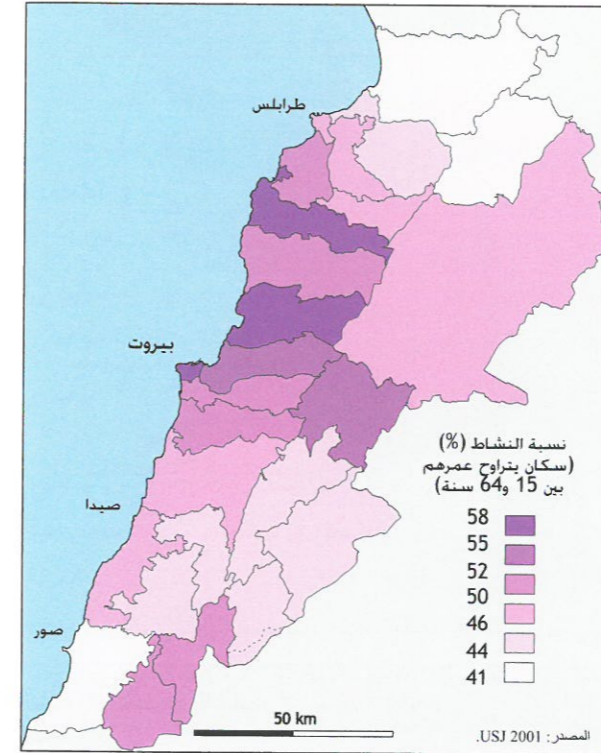 طرابلس
بيروت
صيدا
صور
نسبة النشاط (%)
(سكان يتراوح عمرهم
بين 15 و64 سنة)
58
55
52
50
46
44
41
50 km
المصدر: USJ 2001.